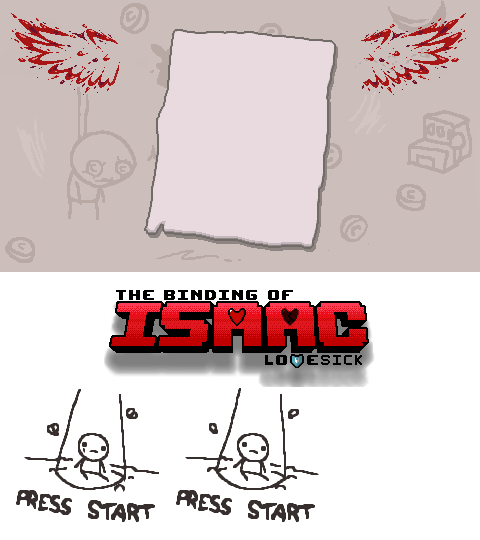 THE BINDING OF
ISAAC
LOVESICK
PRESS START PRESS START